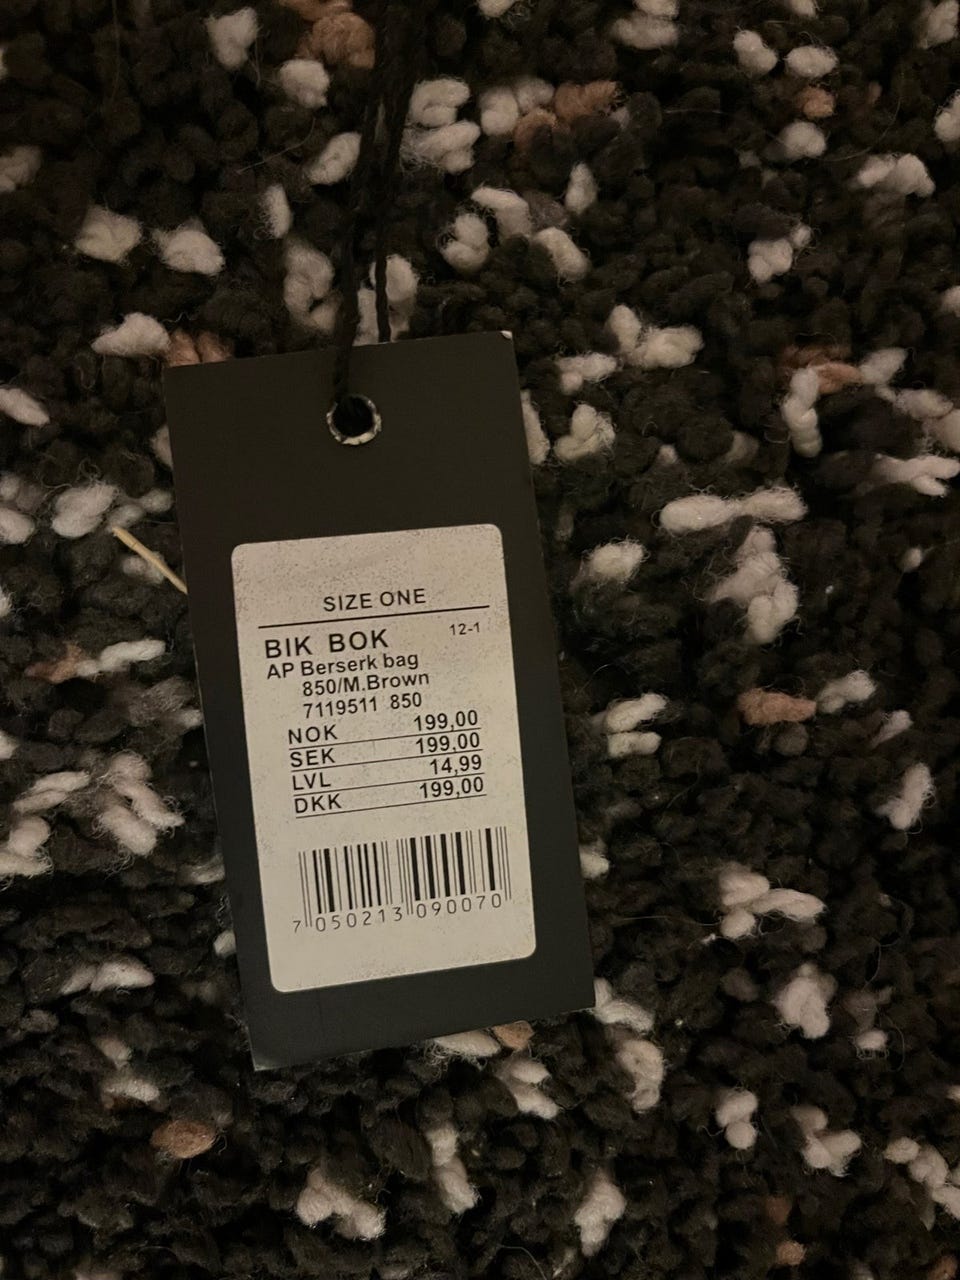 SIZE ONE
BIK BOK 12-1
AP Berserk bag
850/M.Brown
7119511 850
NOK 199,00
SEK 199,00
LVL 14,99
DKK 199,00
7 050213 090070